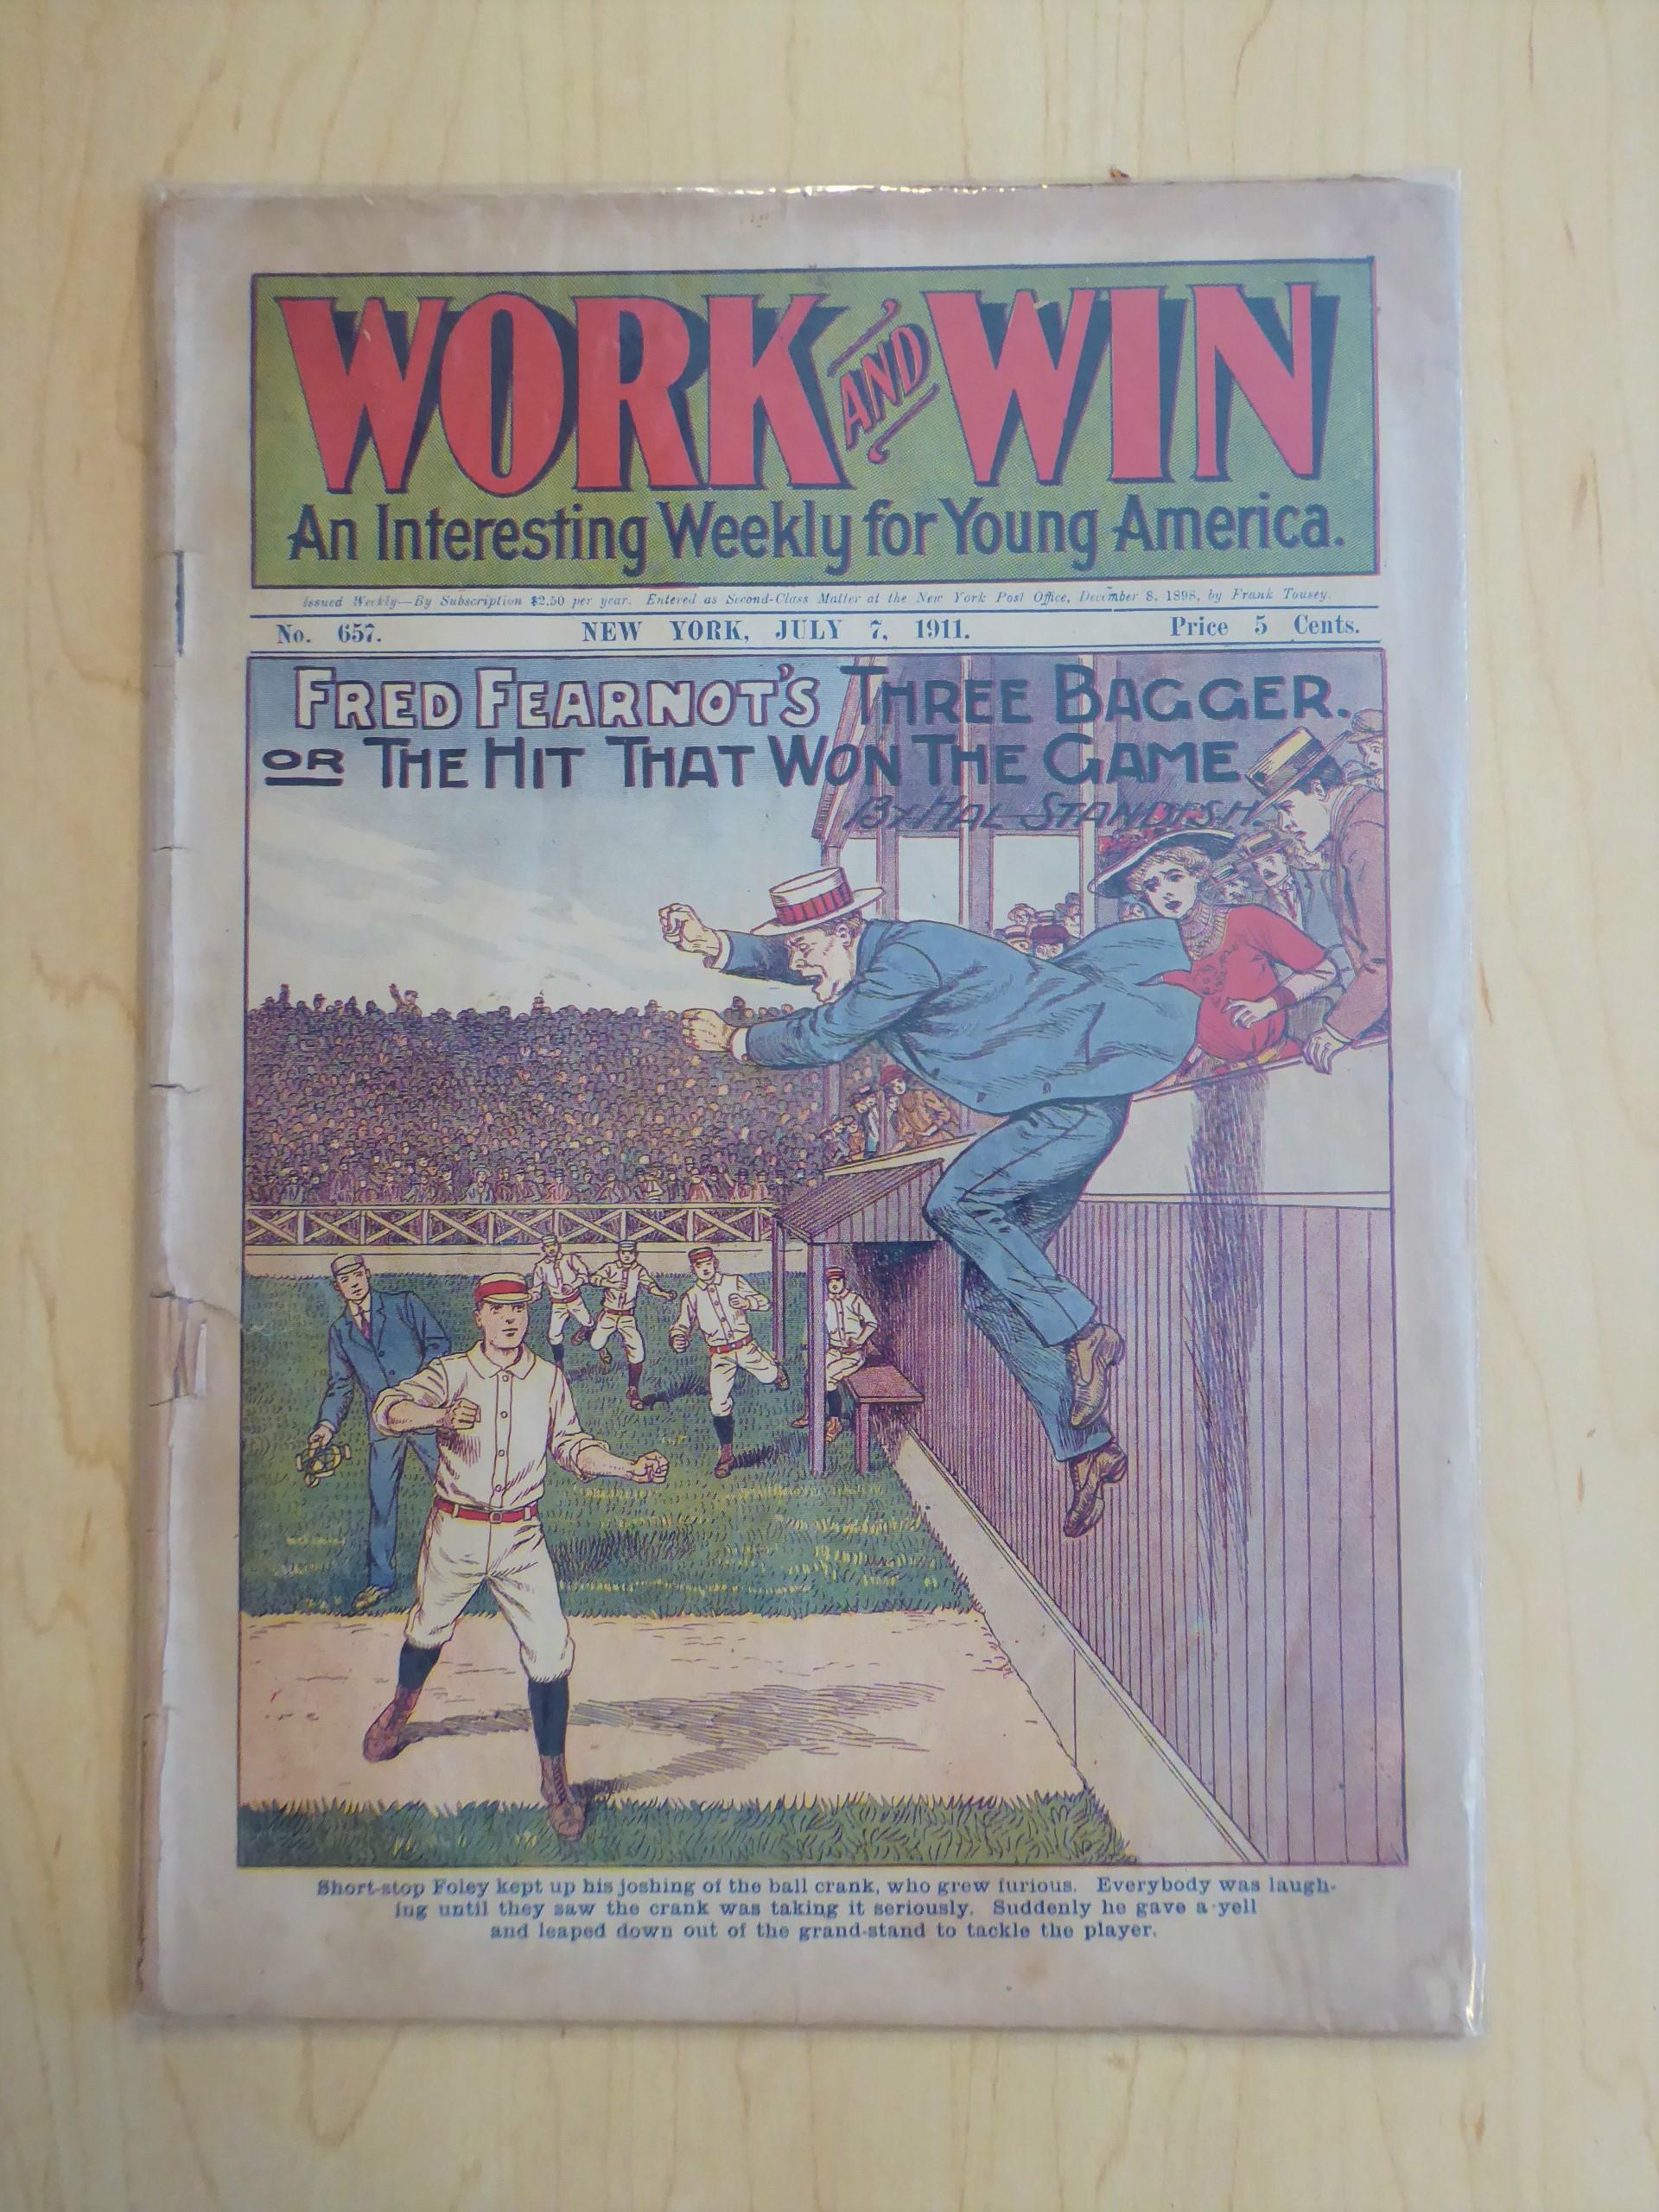 WORK AND WIN
An Interesting Weekly for Young America.
Issued Weekly—By Subscription $2.50 per year. Entered as Second-Class Matter at the New York Post Office, December 8, 1898, by Frank Tousey.
No. 657. NEW YORK, JULY 7, 1911. Price 5 Cents.
FRED FEARNOT'S THREE BAGGER.
OR THE HIT THAT WON THE GAME
BY HAL STANDISH.
Short-stop Foley kept up his joshing of the ball crank, who grew furious. Everybody was laugh-
ing until they saw the crank was taking it seriously. Suddenly he gave a yell
and leaped down out of the grand-stand to tackle the player.